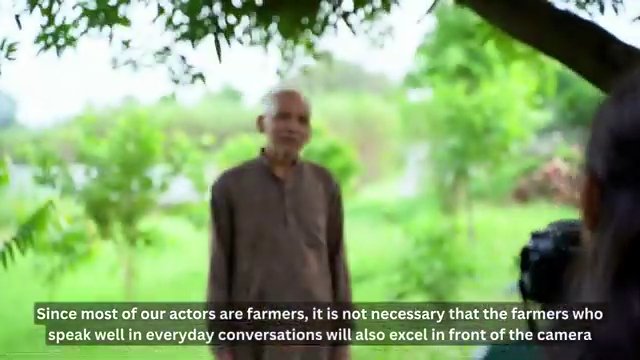 Since most of our actors are farmers, it is not necessary that the farmers who
speak well in everyday conversations will also excel in front of the camera